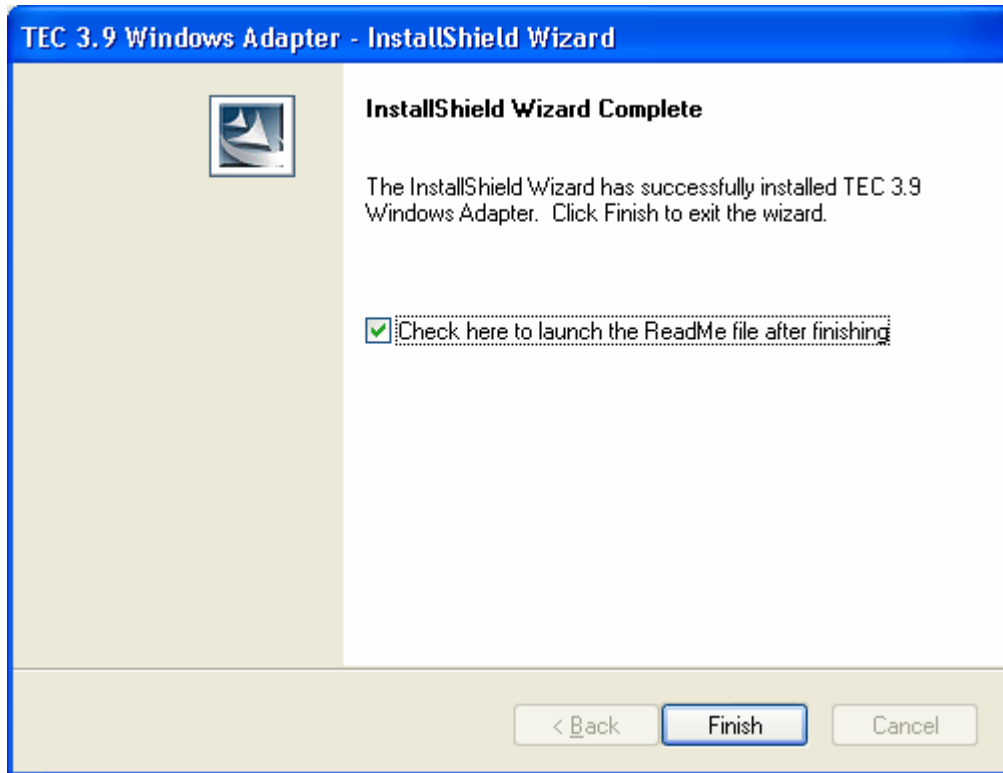 TEC 3.9 Windows Adapter - InstallShield Wizard
InstallShield Wizard Complete
The InstallShield Wizard has successfully installed TEC 3.9
Windows Adapter.  Click Finish to exit the wizard.
Check here to launch the ReadMe file after finishing
< Back
Finish
Cancel